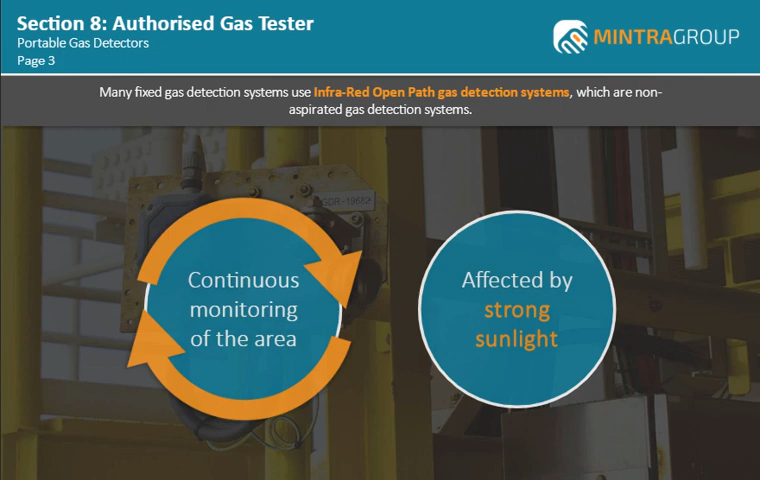 Section 8: Authorised Gas Tester
Portable Gas Detectors
Page 3
MINTRAGROUP
Many fixed gas detection systems use Infra-Red Open Path gas detection systems, which are non-
aspirated gas detection systems.
GDR-19682
Continuous
monitoring
of the area
Affected by
strong
sunlight